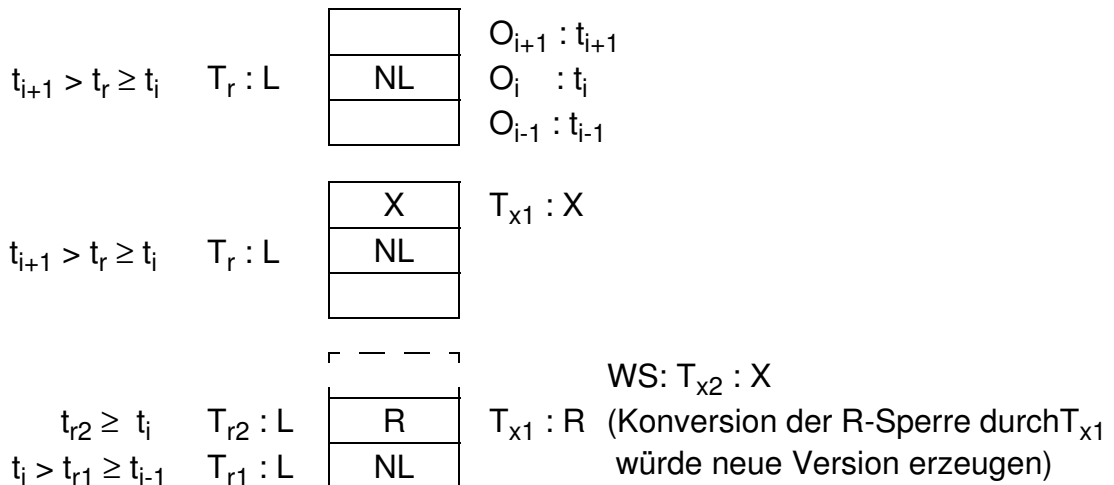 O_{i+1} : t_{i+1}
t_{i+1} > t_r ≥ t_i T_r : L NL O_i : t_i
O_{i-1} : t_{i-1}
X T_{x1} : X
t_{i+1} > t_r ≥ t_i T_r : L NL
WS: T_{x2} : X
t_{r2} ≥ t_i T_{r2} : L R T_{x1} : R (Konversion der R-Sperre durchT_{x1}
t_i > t_{r1} ≥ t_{i-1} T_{r1} : L NL würde neue Version erzeugen)